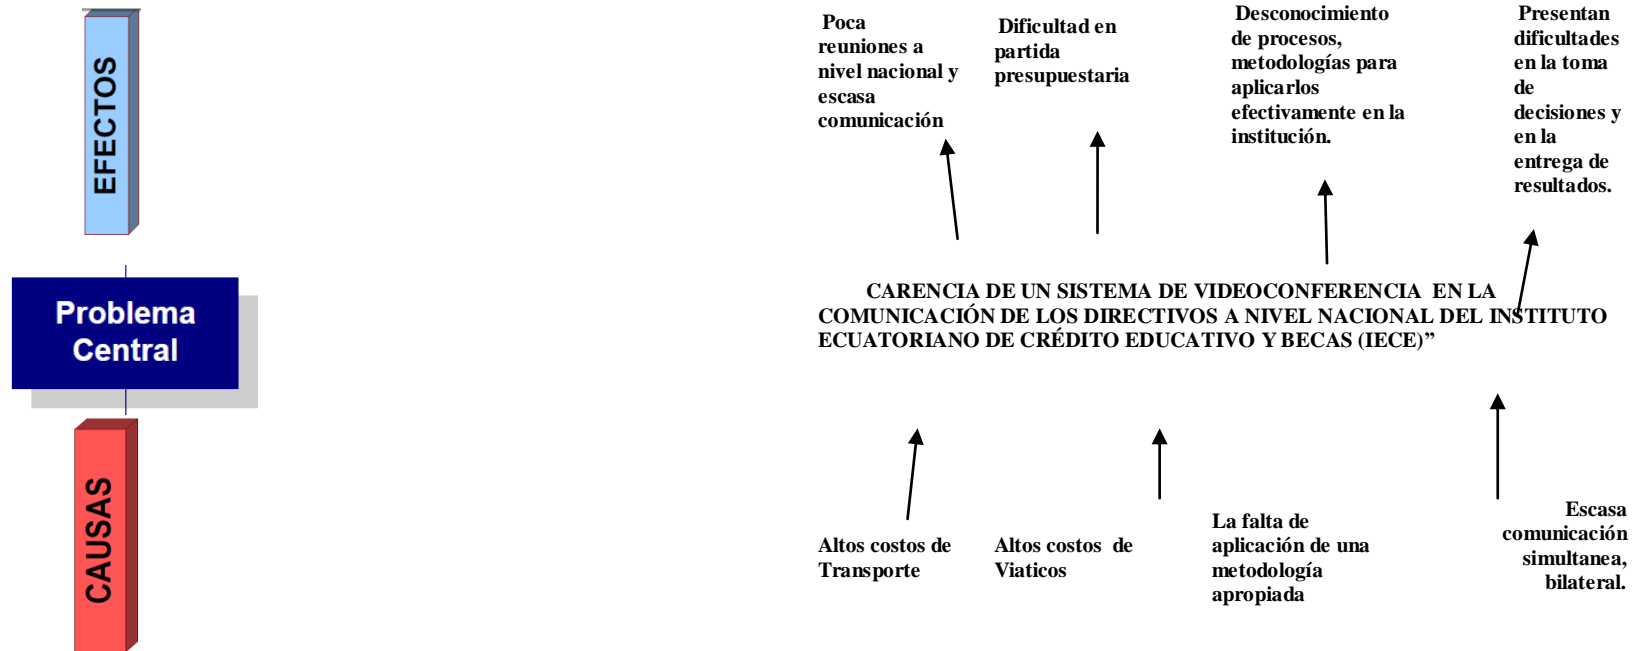 EFECTOS
Problema
Central
CAUSAS
Poca
reuniones a
nivel nacional y
escasa
comunicación
Dificultad en
partida
presupuestaria
Desconocimiento
de procesos,
metodologías para
aplicarlos
efectivamente en la
institución.
Presentan
dificultades
en la toma
de
decisiones y
en la
entrega de
resultados.
CARENCIA DE UN SISTEMA DE VIDEOCONFERENCIA EN LA
COMUNICACIÓN DE LOS DIRECTIVOS A NIVEL NACIONAL DEL INSTITUTO
ECUATORIANO DE CRÉDITO EDUCATIVO Y BECAS (IECE)”
Altos costos de
Transporte
Altos costos de
Viaticos
La falta de
aplicación de una
metodología
apropiada
Escasa
comunicación
simultanea,
bilateral.